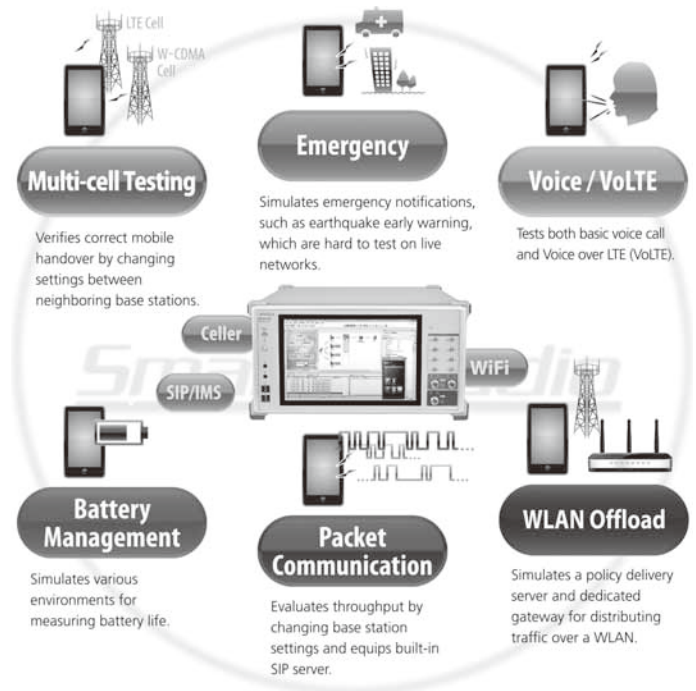 LTE Cell
W-CDMA
Cell
Multi-cell Testing
Verifies correct mobile
handover by changing
settings between
neighboring base stations.
Emergency
Simulates emergency notifications,
such as earthquake early warning,
which are hard to test on live
networks.
Voice / VoLTE
Tests both basic voice call
and Voice over LTE (VoLTE).
Celler
SIP/IMS
WiFi
Battery
Management
Simulates various
environments for
measuring battery life.
Packet
Communication
Evaluates throughput by
changing base station
settings and equips built-in
SIP server.
WLAN Offload
Simulates a policy delivery
server and dedicated
gateway for distributing
traffic over a WLAN.